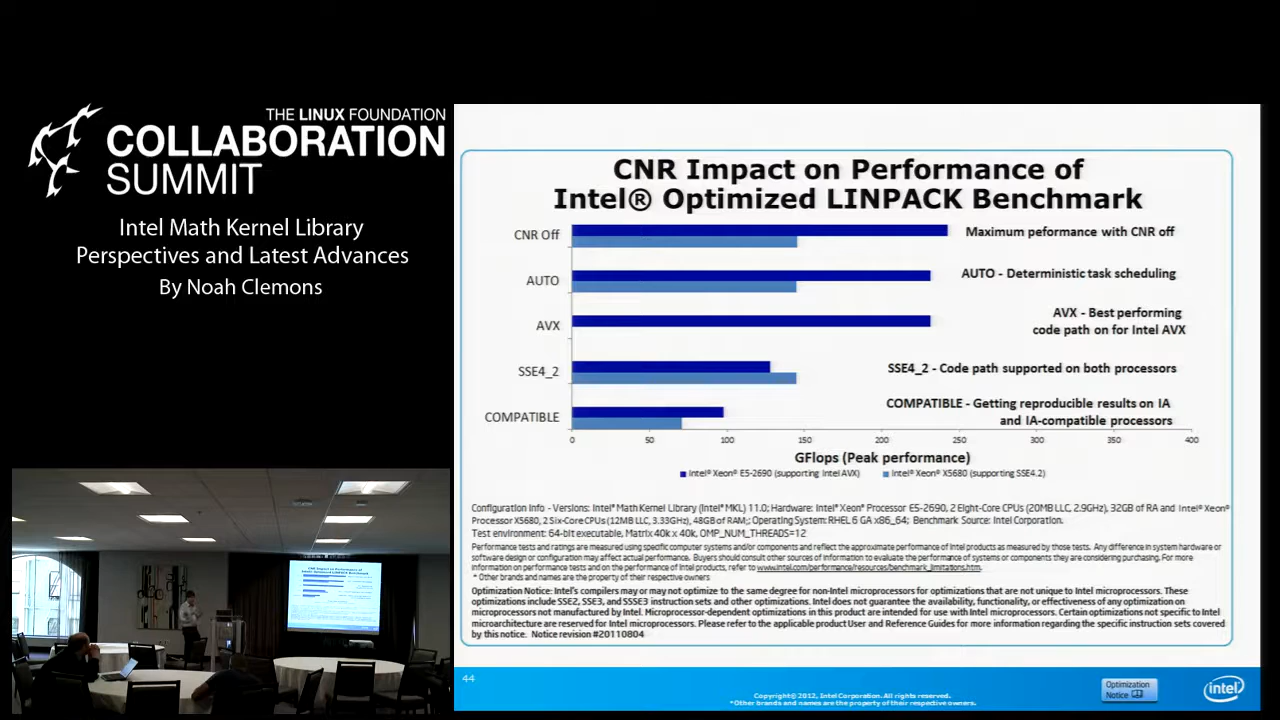 THE LINUX FOUNDATION
COLLABORATION
SUMMIT
Intel Math Kernel Library
Perspectives and Latest Advances
By Noah Clemons
CNR Impact on Performance of
Intel® Optimized LINPACK Benchmark
CNR Off
Maximum peformance with CNR off
AUTO
AUTO - Deterministic task scheduling
AVX
AVX - Best performing
code path on for Intel AVX
SSE4_2
SSE4_2 - Code path supported on both processors
COMPATIBLE
COMPATIBLE - Getting reproducible results on IA
and IA-compatible processors
0 50 100 150 200 250 300 350 400
GFlops (Peak performance)
Intel® Xeon® E5-2690 (supporting Intel AVX) Intel® Xeon® X5680 (supporting SSE4.2)
Configuration Info - Versions: Intel® Math Kernel Library (Intel® MKL) 11.0; Hardware: Intel® Xeon® Processor E5-2690, 2 Eight-Core CPUs (20MB LLC, 2.9GHz), 32GB of RA and Intel® Xeon®
Processor X5680, 2 Six-Core CPUs (12MB LLC, 3.33GHz), 48GB of RAM;; Operating System: RHEL 6 GA x86_64; Benchmark Source: Intel Corporation.
Test environment: 64-bit executable, Matrix 40k x 40k, OMP_NUM_THREADS=12
Performance tests and ratings are measured using specific computer systems and/or components and reflect the approximate performance of Intel products as measured by those tests. Any difference in system hardware or
software design or configuration may affect actual performance. Buyers should consult other sources of information to evaluate the performance of systems or components they are considering purchasing. For more
information on performance tests and on the performance of Intel products, refer to www.intel.com/performance/resources/benchmark_limitations.htm.
* Other brands and names are the property of their respective owners
Optimization Notice: Intel's compilers may or may not optimize to the same degree for non-Intel microprocessors for optimizations that are not unique to Intel microprocessors. These
optimizations include SSE2, SSE3, and SSSE3 instruction sets and other optimizations. Intel does not guarantee the availability, functionality, or effectiveness of any optimization on
microprocessors not manufactured by Intel. Microprocessor-dependent optimizations in this product are intended for use with Intel microprocessors. Certain optimizations not specific to Intel
microarchitecture are reserved for Intel microprocessors. Please refer to the applicable product User and Reference Guides for more information regarding the specific instruction sets covered
by this notice. Notice revision #20110804
44
Copyright© 2012, Intel Corporation. All rights reserved.
*Other brands and names are the property of their respective owners.
Optimization
Notice
intel
CNR Impact on Performance of
Intel® Optimized LINPACK Benchmark